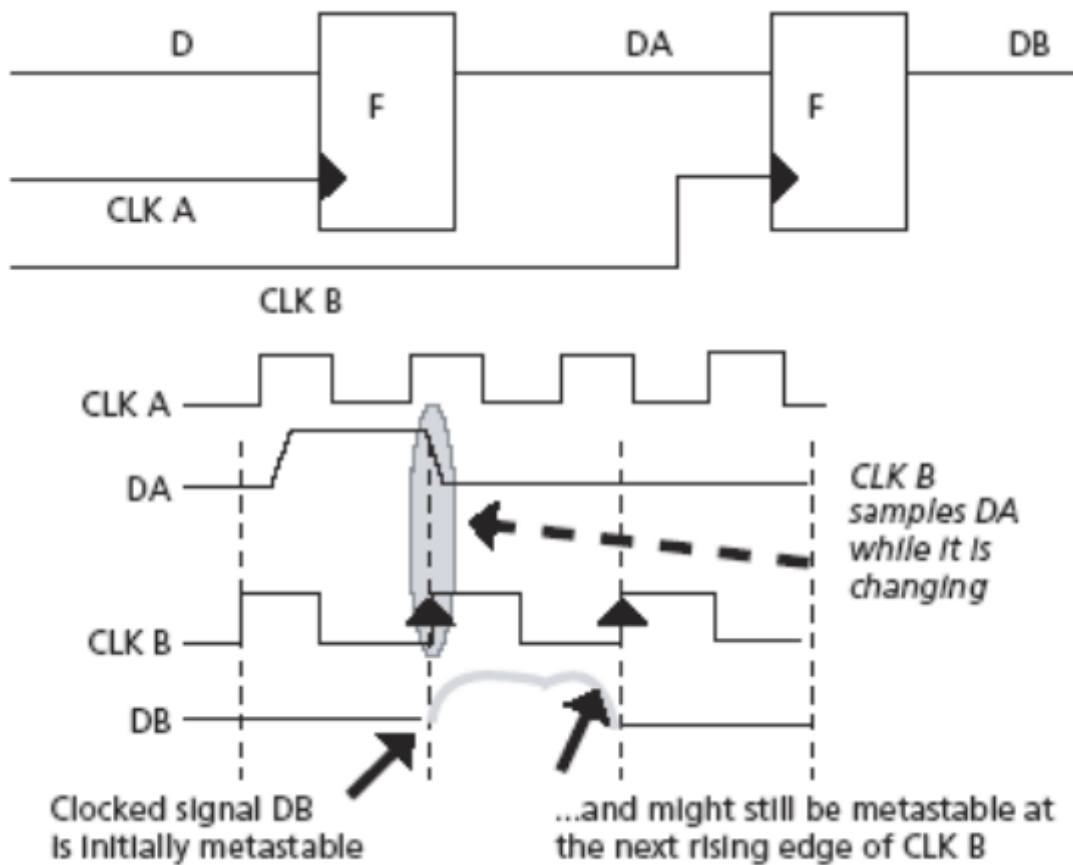 D
DA
DB
F
F
CLK A
CLK B
CLK A
DA
CLK B
samples DA
while it is
changing
CLK B
DB
Clocked signal DB
is initially metastable
...and might still be metastable at
the next rising edge of CLK B